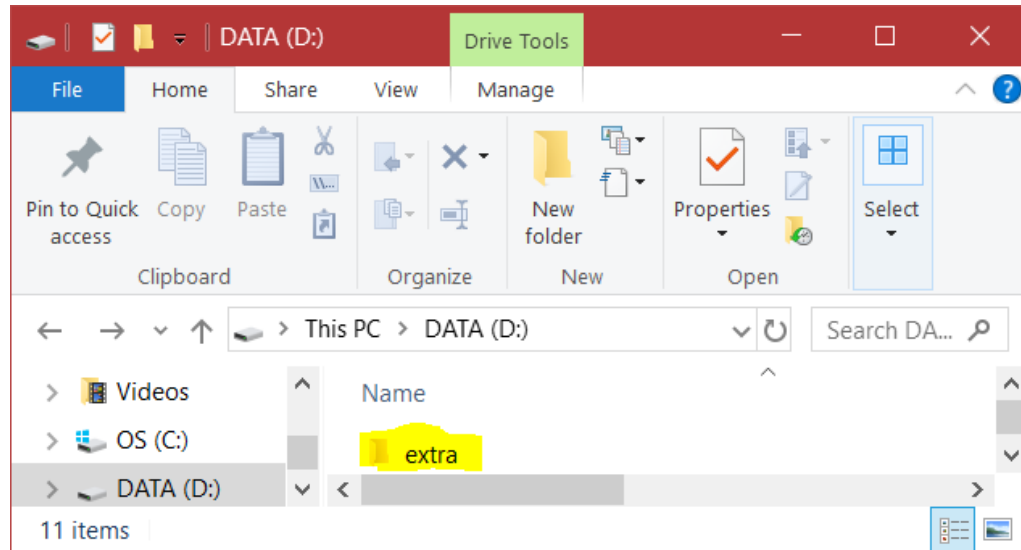 DATA (D:)
Drive Tools
File
Home
Share
View
Manage
Pin to Quick
access
Copy
Paste
New
folder
Properties
Select
Clipboard
Organize
New
Open
This PC
DATA (D:)
Search DA...
Videos
Name
OS (C:)
extra
DATA (D:)
11 items